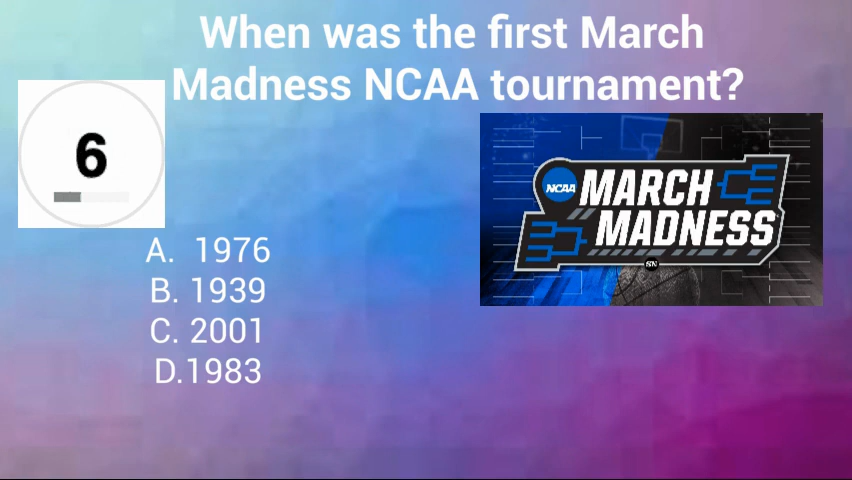 When was the first March
Madness NCAA tournament?
6
NCAA
MARCH
MADNESS
SN
A. 1976
B. 1939
C. 2001
D.1983